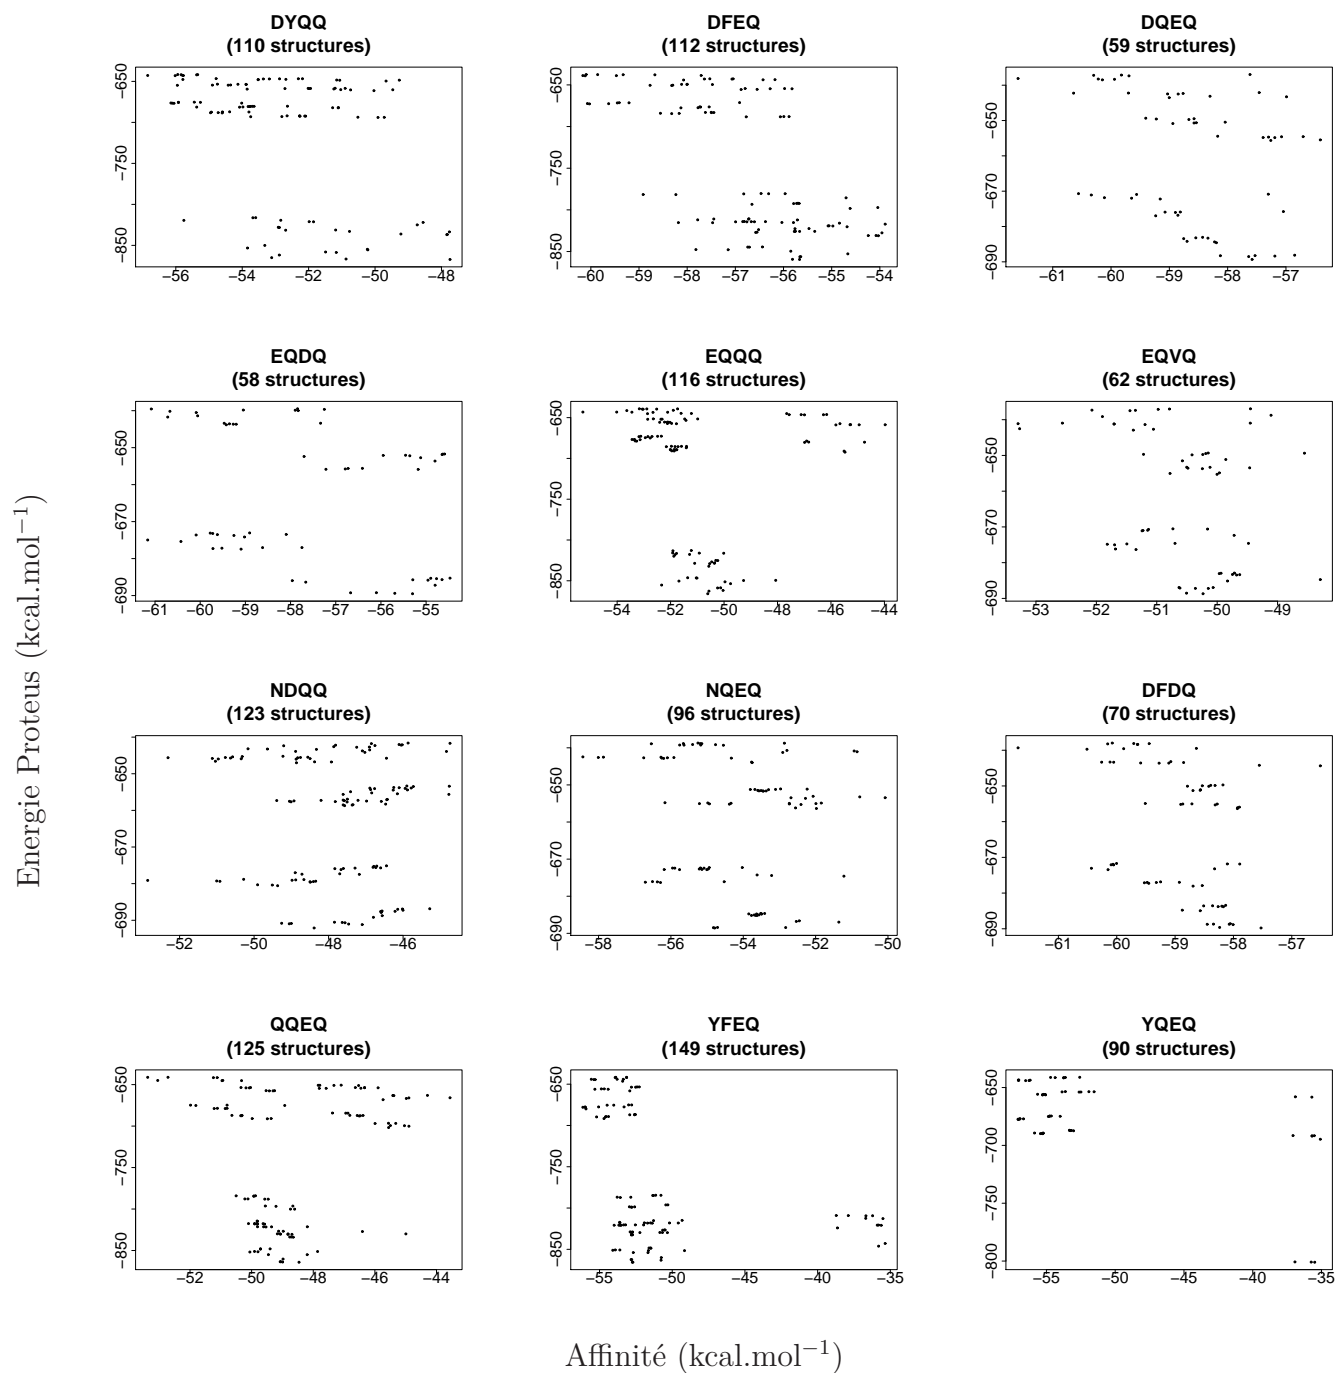 DYQQ
(110 structures)
−650
−750
−850
−56 −54 −52 −50 −48
DFEQ
(112 structures)
−650
−750
−850
−60 −59 −58 −57 −56 −55 −54
DQEQ
(59 structures)
−650
−670
−690
−61 −60 −59 −58 −57
EQDQ
(58 structures)
−650
−670
−690
−61 −60 −59 −58 −57 −56 −55
EQQQ
(116 structures)
−650
−750
−850
−54 −52 −50 −48 −46 −44
EQVQ
(62 structures)
−650
−670
−690
−53 −52 −51 −50 −49
Energie Proteus (kcal.mol−1)
NDQQ
(123 structures)
−650
−670
−690
−52 −50 −48 −46
NQEQ
(96 structures)
−650
−670
−690
−58 −56 −54 −52 −50
DFDQ
(70 structures)
−650
−670
−690
−61 −60 −59 −58 −57
QQEQ
(125 structures)
−650
−750
−850
−52 −50 −48 −46 −44
YFEQ
(149 structures)
−650
−750
−850
−55 −50 −45 −40 −35
YQEQ
(90 structures)
−650
−700
−750
−800
−55 −50 −45 −40 −35
Affinité (kcal.mol−1)